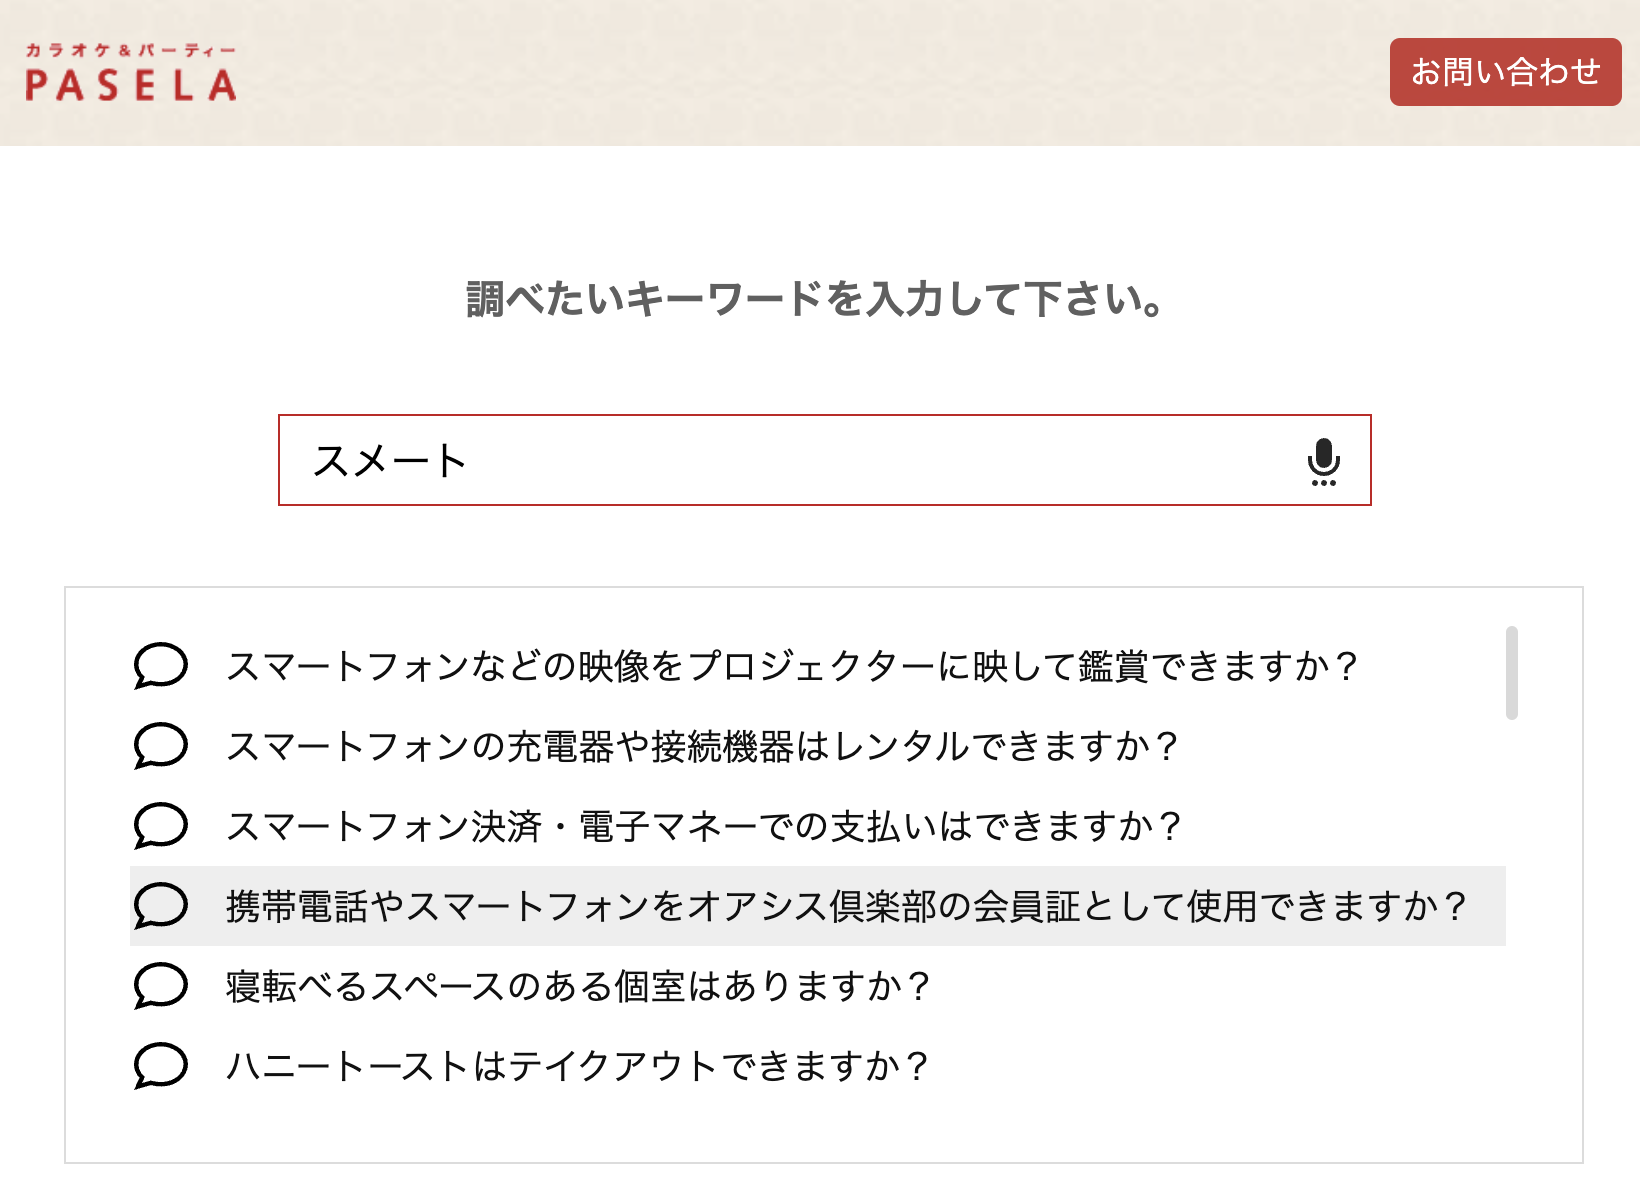 カラオケ&パーティー
PASELA
お問い合わせ
調べたいキーワードを入力して下さい。
スメート
スマートフォンなどの映像をプロジェクターに映して鑑賞できますか？
スマートフォンの充電器や接続機器はレンタルできますか？
スマートフォン決済・電子マネーでの支払いはできますか？
携帯電話やスマートフォンをオアシス倶楽部の会員証として使用できますか？
寝転べるスペースのある個室はありますか？
ハニートーストはテイクアウトできますか？